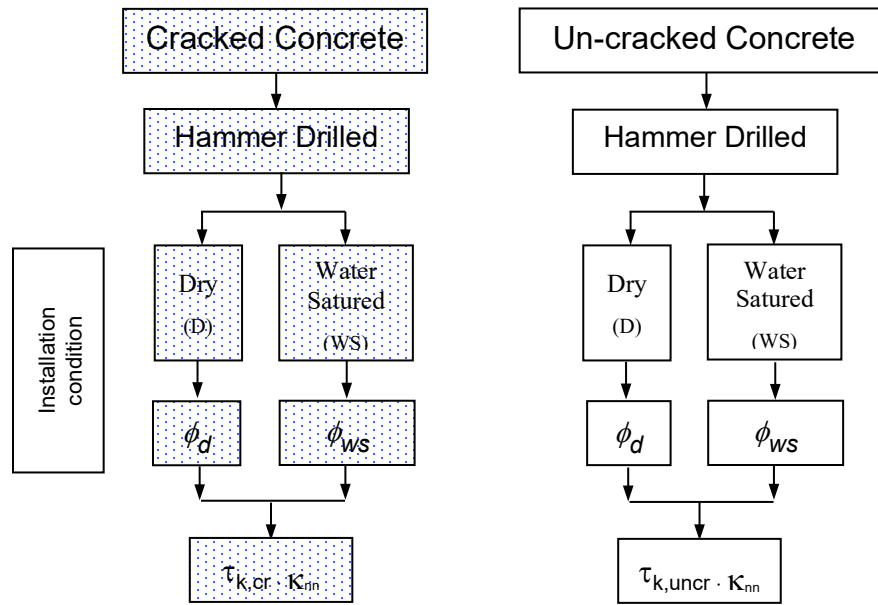 Cracked Concrete
Un-cracked Concrete
Hammer Drilled
Hammer Drilled
Installation
condition
Dry
(D)
Water
Satured
(WS)
Dry
(D)
Water
Satured
(WS)
ϕd
ϕws
ϕd
ϕws
τk,cr · κnn
τk,uncr · κnn